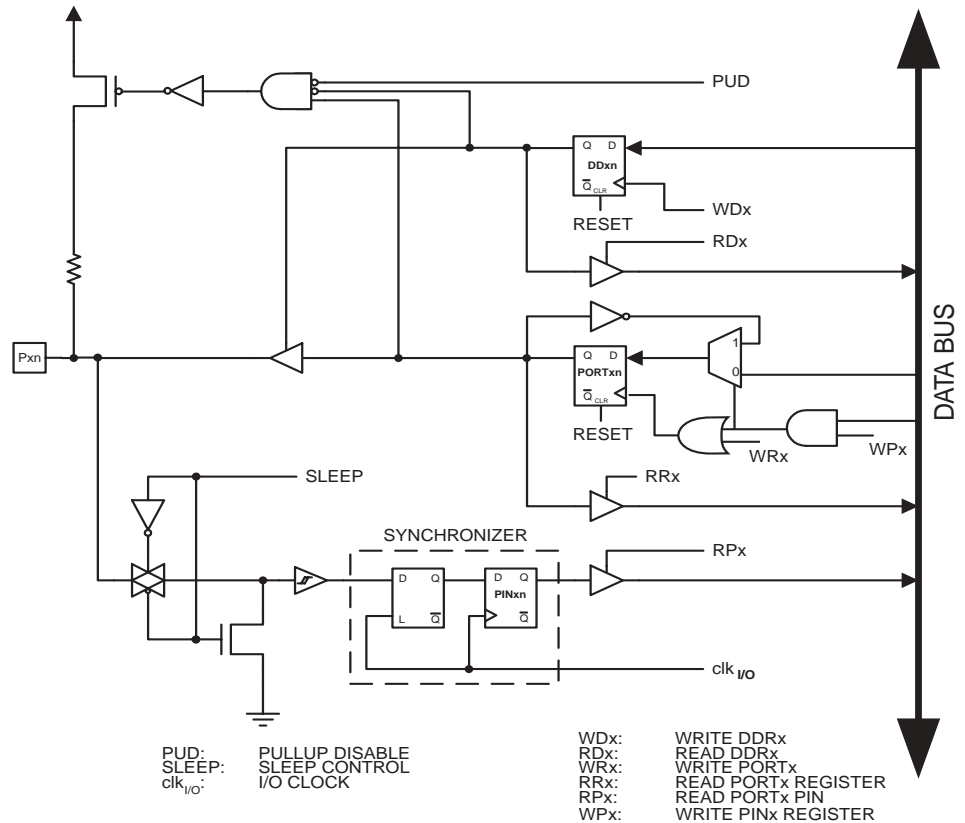 PUD
Q D
DDxn
Q CLR
WDx
RESET
RDx
Pxn
1
Q D
PORTxn
0
Q CLR
RESET
WRx
WPx
DATA BUS
SLEEP
RRx
SYNCHRONIZER
RPx
D Q
D Q
PINxn
L Q
Q
clk I/O
PUD: PULLUP DISABLE
SLEEP: SLEEP CONTROL
clkI/O: I/O CLOCK
WDx: WRITE DDRx
RDx: READ DDRx
WRx: WRITE PORTx
RRx: READ PORTx REGISTER
RPx: READ PORTx PIN
WPx: WRITE PINx REGISTER